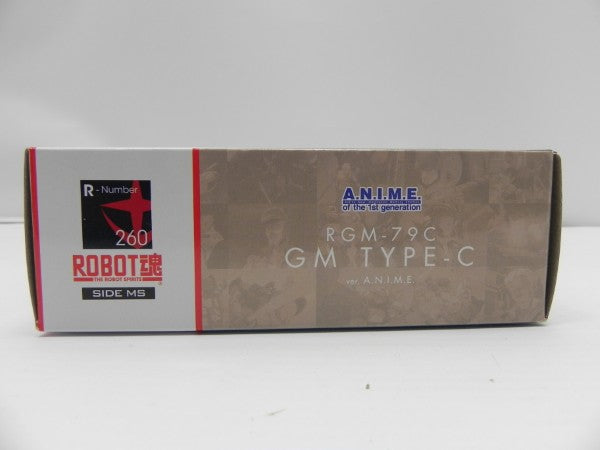 R - Number
260
ROBOT魂
THE ROBOT SPIRITS
SIDE MS
A.N.I.M.E.
of the 1st generation
RGM-79C
GM TYPE-C
ver. A.N.I.M.E.